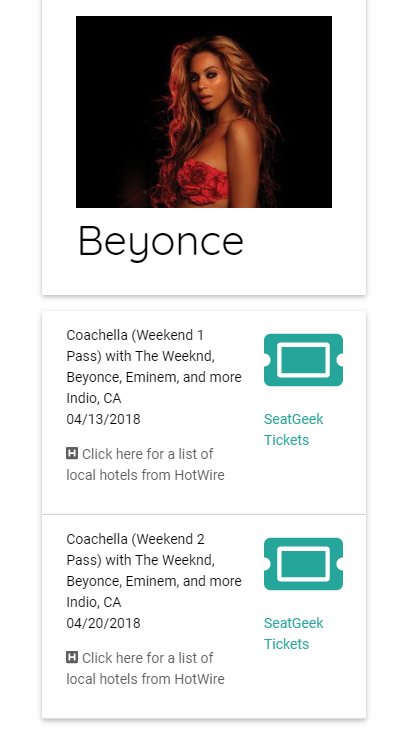 Beyonce
Coachella (Weekend 1
Pass) with The Weeknd,
Beyonce, Eminem, and more
Indio, CA
04/13/2018
H Click here for a list of
local hotels from HotWire
SeatGeek
Tickets
Coachella (Weekend 2
Pass) with The Weeknd,
Beyonce, Eminem, and more
Indio, CA
04/20/2018
H Click here for a list of
local hotels from HotWire
SeatGeek
Tickets